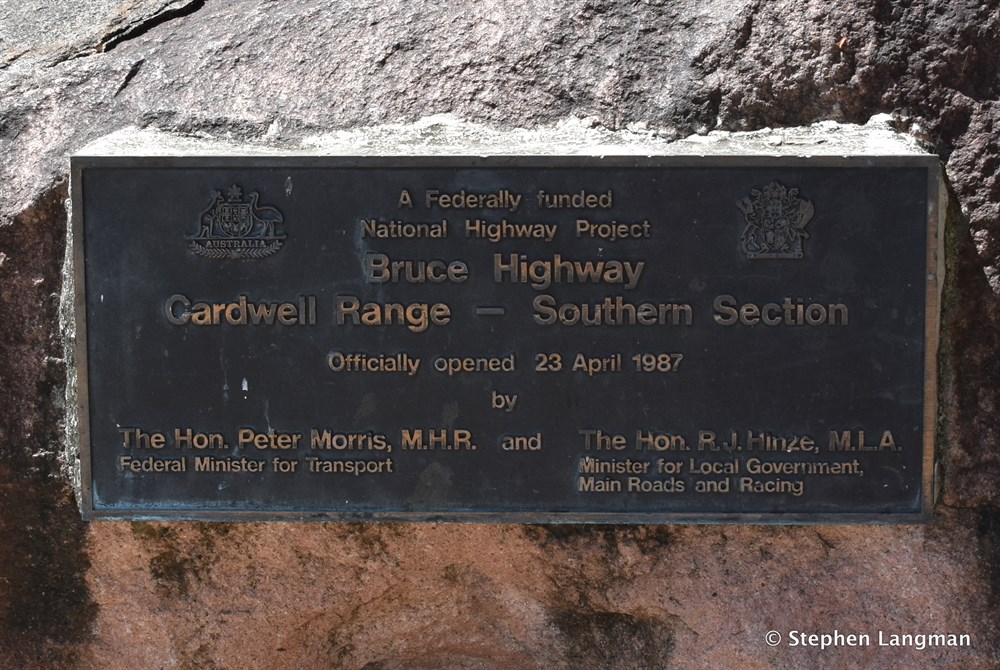 A Federally funded
National Highway Project
AUSTRALIA
Bruce Highway
Cardwell Range – Southern Section
Officially opened 23 April 1987
by
The Hon. Peter Morris, M.H.R. and The Hon. R.J. Hinze, M.L.A.
Federal Minister for Transport
Minister for Local Government,
Main Roads and Racing
© Stephen Langman